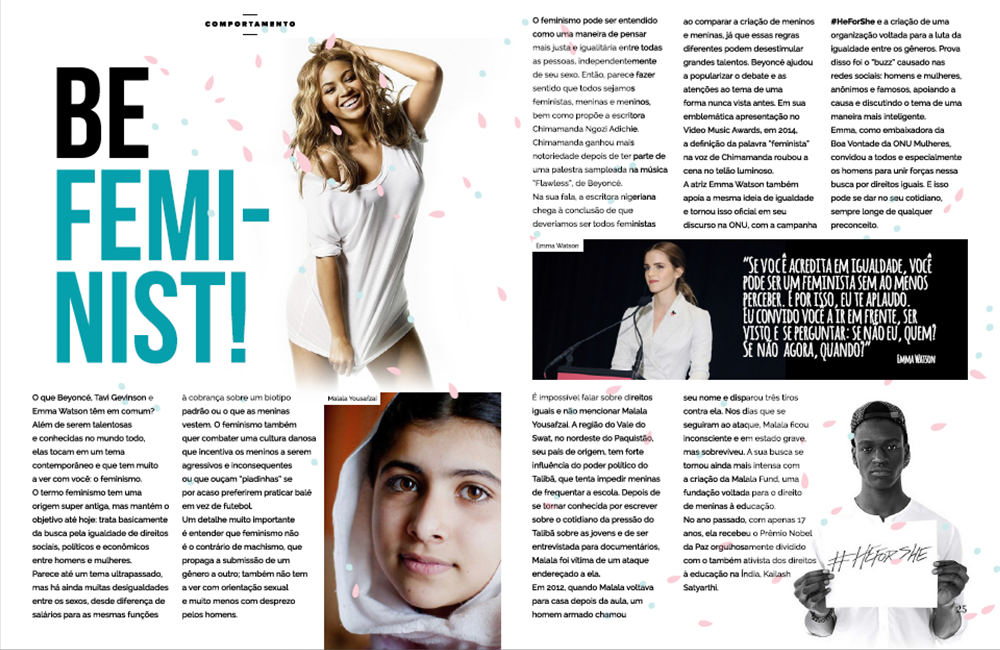 COMPORTAMENTO
BE
FEMI-
NIST!
O que Beyoncé, Tavi Gevinson e
Emma Watson têm em comum?
Além de serem talentosas
e conhecidas no mundo todo,
elas tocam em um tema
contemporâneo e que tem muito
a ver com você: o feminismo.
O termo feminismo tem uma
origem super antiga, mas mantém o
objetivo até hoje: trata basicamente
da busca pela igualdade de direitos
sociais, políticos e econômicos
entre homens e mulheres.
Parece até um tema ultrapassado,
mas há ainda muitas desigualdades
entre os sexos, desde diferença de
salários para as mesmas funções
à cobrança sobre um biotipo
padrão ou o que as meninas
vestem. O feminismo também
quer combater uma cultura danosa
que incentiva os meninos a serem
agressivos e inconsequentes
ou que ouçam "piadinhas" se
por acaso preferirem praticar balé
em vez de futebol.
Um detalhe muito importante
é entender que feminismo não
é o contrário de machismo, que
propaga a submissão de um
gênero a outro; também não tem
a ver com orientação sexual
e muito menos com desprezo
pelos homens.
Malala Yousafzai
O feminismo pode ser entendido
como uma maneira de pensar
mais justa e igualitária entre todas
as pessoas, independentemente
de seu sexo. Então, parece fazer
sentido que todos sejamos
feministas, meninas e meninos,
bem como propõe a escritora
Chimamanda Ngozi Adichie.
Chimamanda ganhou mais
notoriedade depois de ter parte de
uma palestra sampleada na música
"Flawless", de Beyoncé.
Na sua fala, a escritora nigeriana
chega à conclusão de que
deveríamos ser todos feministas
ao comparar a criação de meninos
e meninas, já que essas regras
diferentes podem desestimular
grandes talentos. Beyoncé ajudou
a popularizar o debate e as
atenções ao tema de uma
forma nunca vista antes. Em sua
emblemática apresentação no
Video Music Awards, em 2014,
a definição da palavra "feminista"
na voz de Chimamanda roubou a
cena no telão luminoso.
A atriz Emma Watson também
apoia a mesma ideia de igualdade
e tornou isso oficial em seu
discurso na ONU, com a campanha
#HeForShe e a criação de uma
organização voltada para a luta da
igualdade entre os gêneros. Prova
disso foi o "buzz" causado nas
redes sociais: homens e mulheres,
anônimos e famosos, apoiando a
causa e discutindo o tema de uma
maneira mais inteligente.
Emma, como embaixadora da
Boa Vontade da ONU Mulheres,
convidou a todos e especialmente
os homens para unir forças nessa
busca por direitos iguais. E isso
pode se dar no seu cotidiano,
sempre longe de qualquer
preconceito.
Emma Watson
"SE VOCÊ ACREDITA EM IGUALDADE, VOCÊ
PODE SER UM FEMINISTA SEM AO MENOS
PERCEBER. E POR ISSO, EU TE APLAUDO.
EU CONVIDO VOCÊ A IR EM FRENTE, SER
VISTO E SE PERGUNTAR: SE NÃO EU, QUEM?
SE NÃO AGORA, QUANDO?"
EMMA WATSON
É impossível falar sobre direitos
iguais e não mencionar Malala
Yousafzai. A região do Vale do
Swat, no nordeste do Paquistão,
seu país de origem, tem forte
influência do poder político do
Talibã, que tenta impedir meninas
de frequentar a escola. Depois de
se tornar conhecida por escrever
sobre o cotidiano da pressão do
Talibã sobre as jovens e de ser
entrevistada para documentários,
Malala foi vítima de um ataque
endereçado a ela.
Em 2012, quando Malala voltava
para casa depois da aula, um
homem armado chamou
seu nome e disparou três tiros
contra ela. Nos dias que se
seguiram ao ataque, Malala ficou
inconsciente e em estado grave,
mas sobreviveu. A sua busca se
tornou ainda mais intensa com
a criação da Malala Fund, uma
fundação voltada para o direito
de meninas à educação.
No ano passado, com apenas 17
anos, ela recebeu o Prêmio Nobel
da Paz orgulhosamente dividido
com o também ativista dos direitos
à educação na Índia, Kailash
Satyarthi.
#HEFORSHE
25